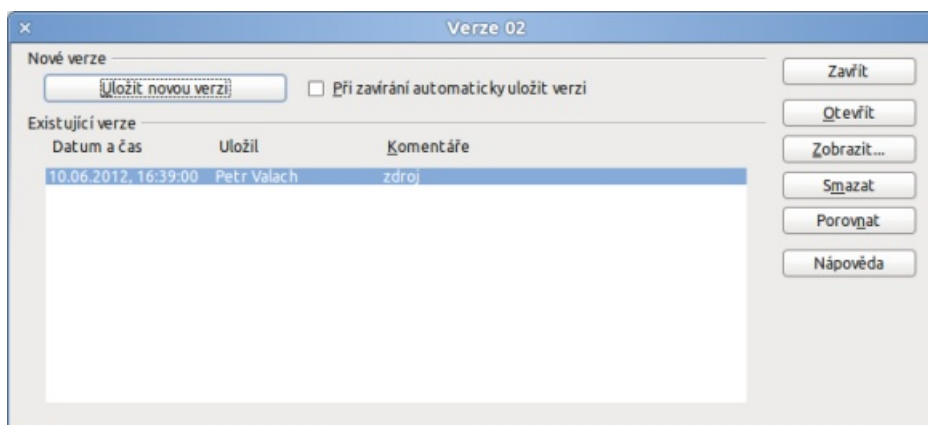 Verze 02
Nové verze
Uložit novou verzi
Při zavírání automaticky uložit verzi
Existující verze
Datum a čas Uložil Komentáře
10.06.2012, 16:39:00 Petr Valach zdroj
Zavřít
Otevřít
Zobrazit...
Smazat
Porovnat
Nápověda